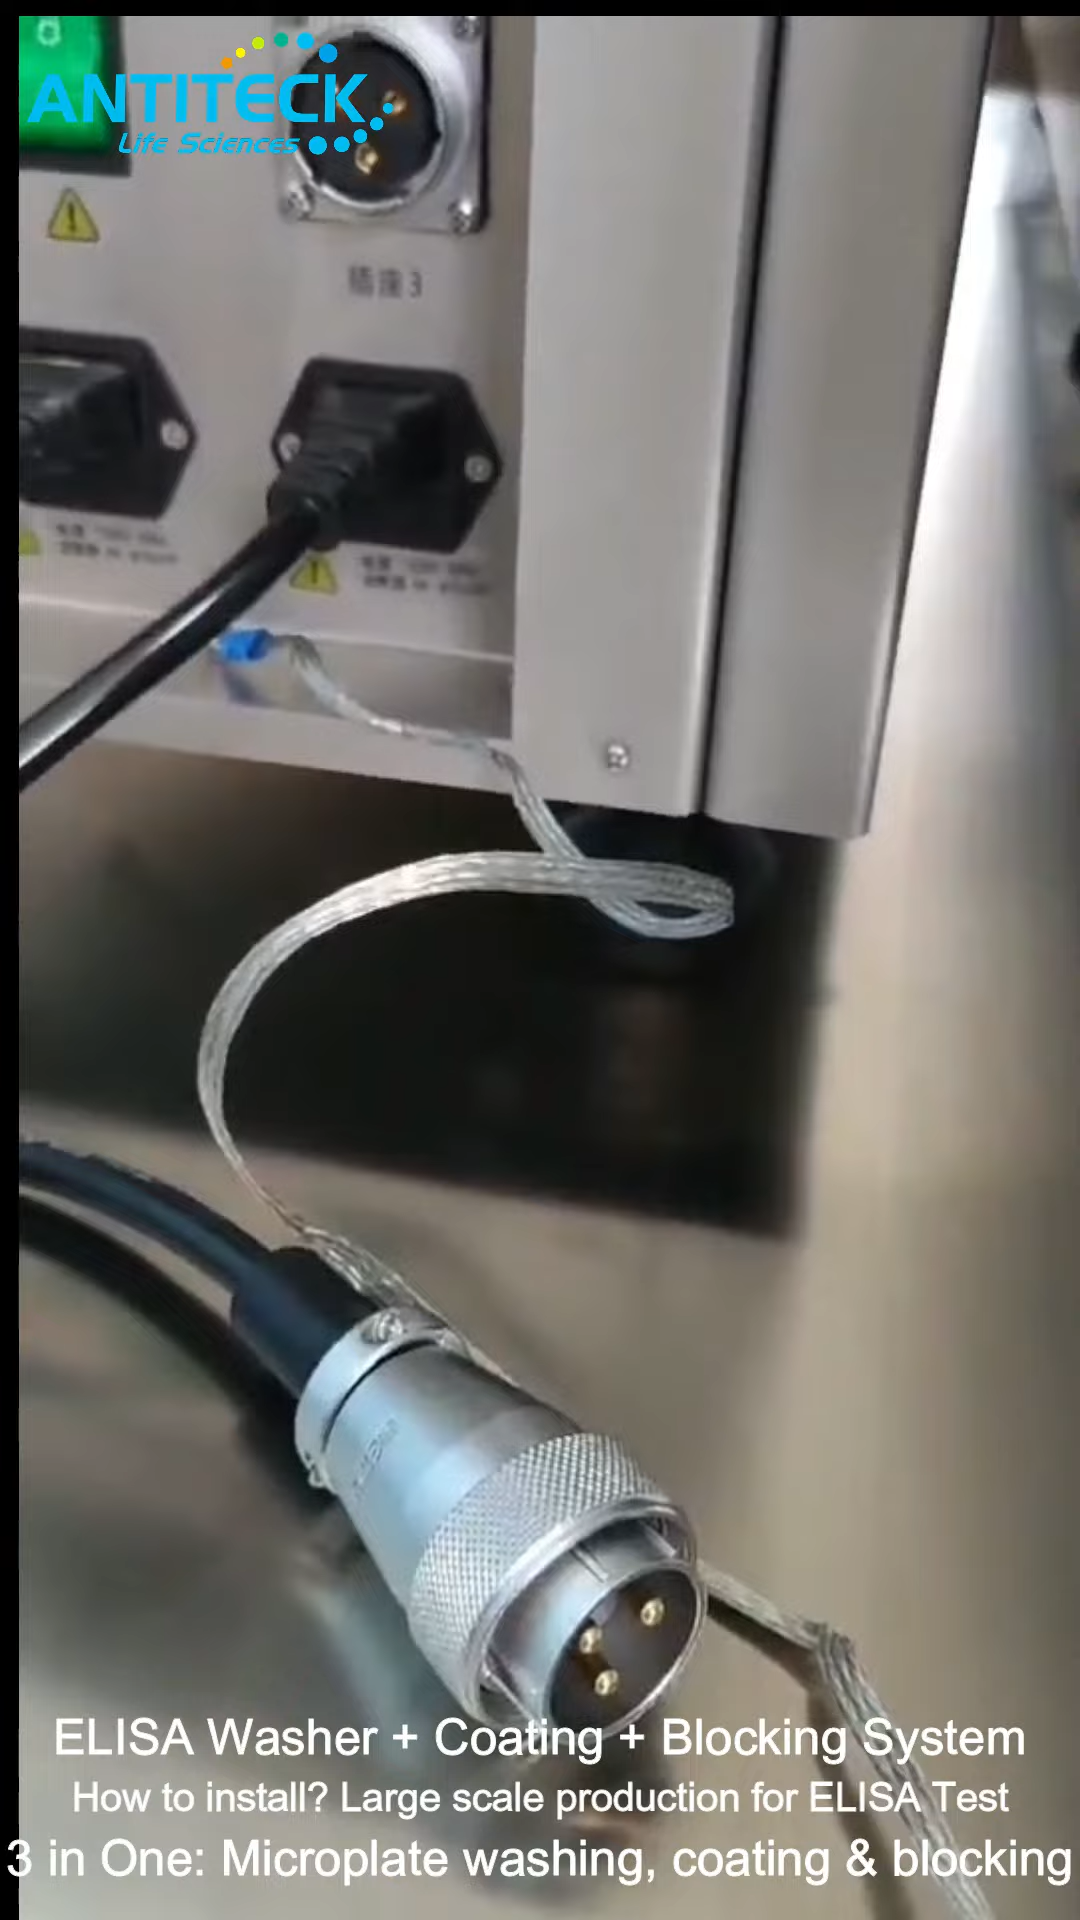 ANTITECK
Life Sciences
插座3
ELISA Washer + Coating + Blocking System
How to install? Large scale production for ELISA Test
3 in One: Microplate washing, coating & blocking